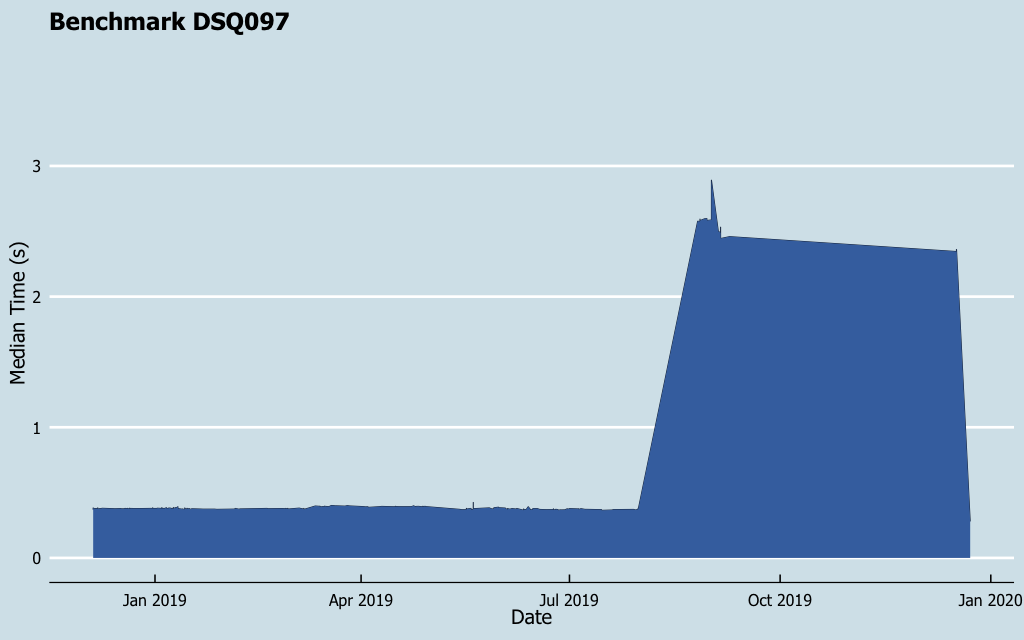 Benchmark DSQ097
3
2
1
0
Median Time (s)
Jan 2019
Apr 2019
Jul 2019
Oct 2019
Jan 2020
Date